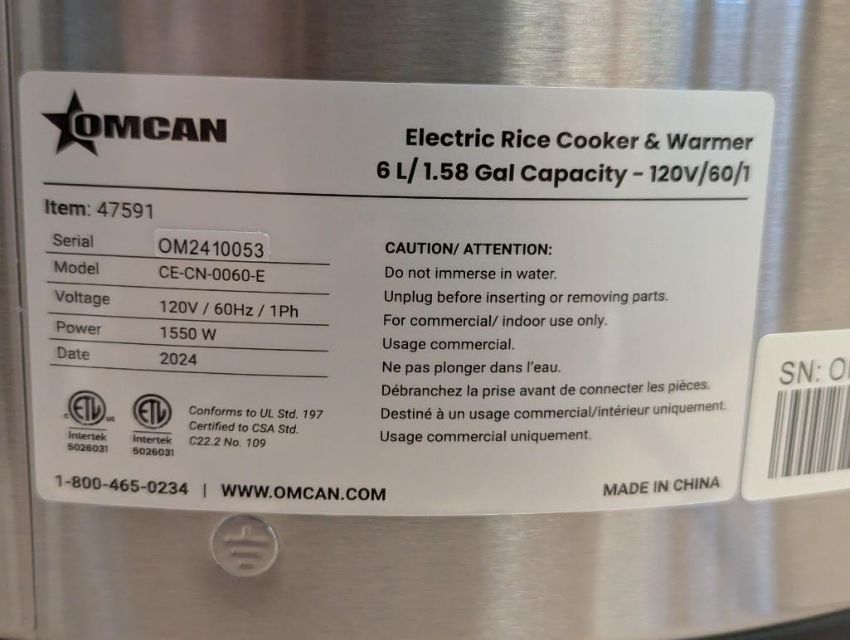 OMCAN
Electric Rice Cooker & Warmer
6 L/ 1.58 Gal Capacity - 120V/60/1
Item: 47591
Serial OM2410053
Model CE-CN-0060-E
Voltage 120V / 60Hz / 1Ph
Power 1550 W
Date 2024
CAUTION/ ATTENTION:
Do not immerse in water.
Unplug before inserting or removing parts.
For commercial/ indoor use only.
Usage commercial.
Ne pas plonger dans l'eau.
Débranchez la prise avant de connecter les pièces.
Destiné à un usage commercial/intérieur uniquement.
Usage commercial uniquement.
c ETL us
Intertek
5026031
ETL
Intertek
5026031
Conforms to UL Std. 197
Certified to CSA Std.
C22.2 No. 109
1-800-465-0234 | WWW.OMCAN.COM
MADE IN CHINA
SN: